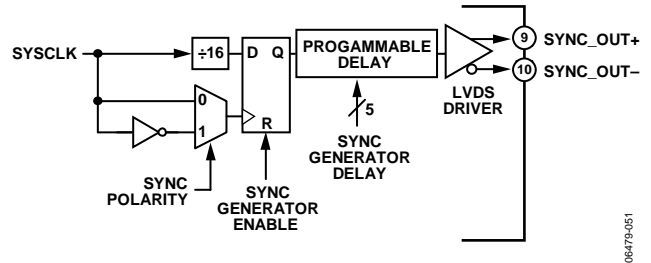 SYSCLK
÷16
D Q
R
0
1
PROGAMMABLE
DELAY
5
SYNC
GENERATOR
DELAY
LVDS
DRIVER
9
SYNC_OUT+
10
SYNC_OUT–
SYNC
POLARITY
SYNC
GENERATOR
ENABLE
06479-051